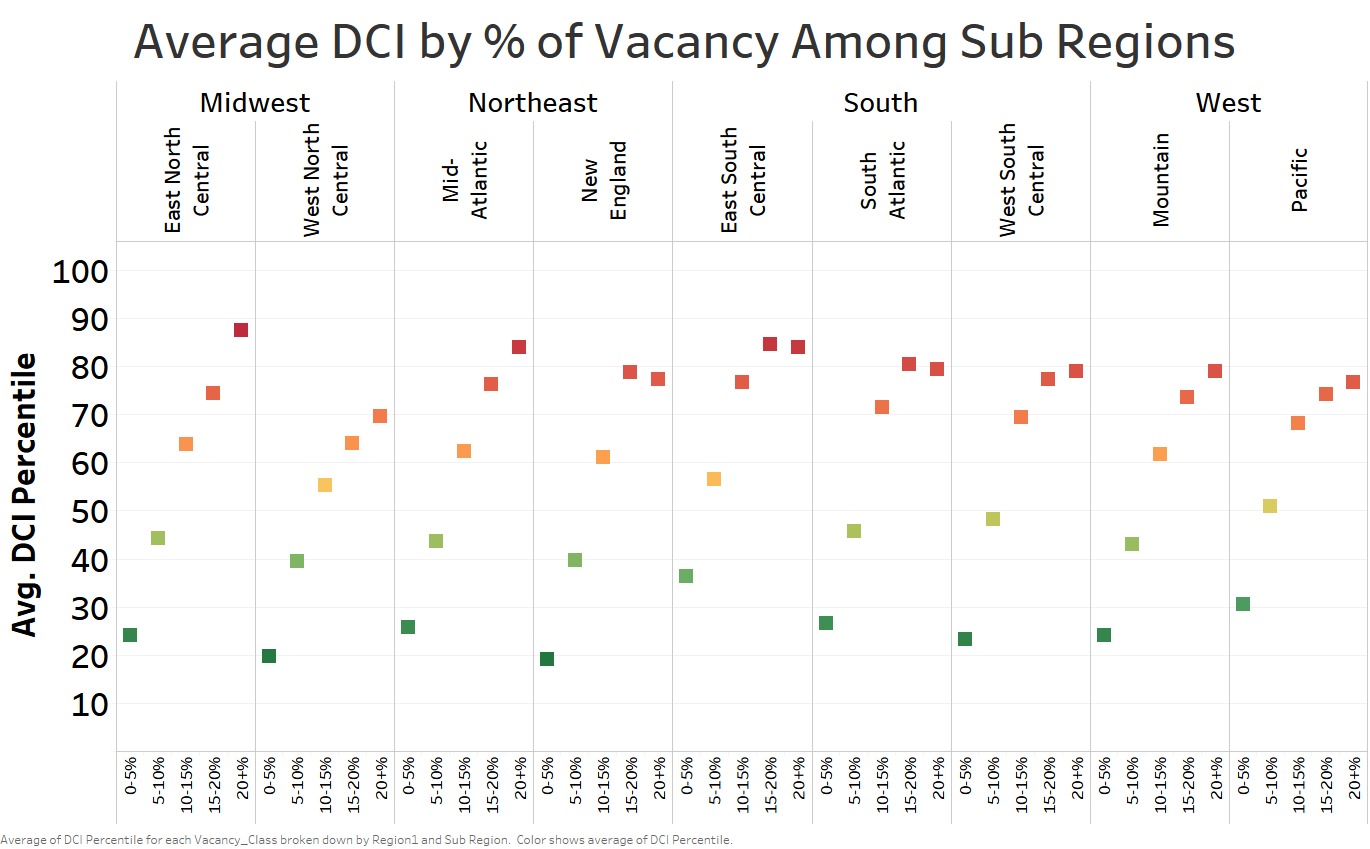 Average DCI by % of Vacancy Among Sub Regions
Midwest
Northeast
South
West
East North
Central
West North
Central
Mid-
Atlantic
New
England
East South
Central
South
Atlantic
West South
Central
Mountain
Pacific
Avg. DCI Percentile
100
90
80
70
60
50
40
30
20
10
0-5%
5-10%
10-15%
15-20%
20+%
0-5%
5-10%
10-15%
15-20%
20+%
0-5%
5-10%
10-15%
15-20%
20+%
0-5%
5-10%
10-15%
15-20%
20+%
0-5%
5-10%
10-15%
15-20%
20+%
0-5%
5-10%
10-15%
15-20%
20+%
0-5%
5-10%
10-15%
15-20%
20+%
0-5%
5-10%
10-15%
15-20%
20+%
0-5%
5-10%
10-15%
15-20%
20+%
Average of DCI Percentile for each Vacancy_Class broken down by Region1 and Sub Region. Color shows average of DCI Percentile.